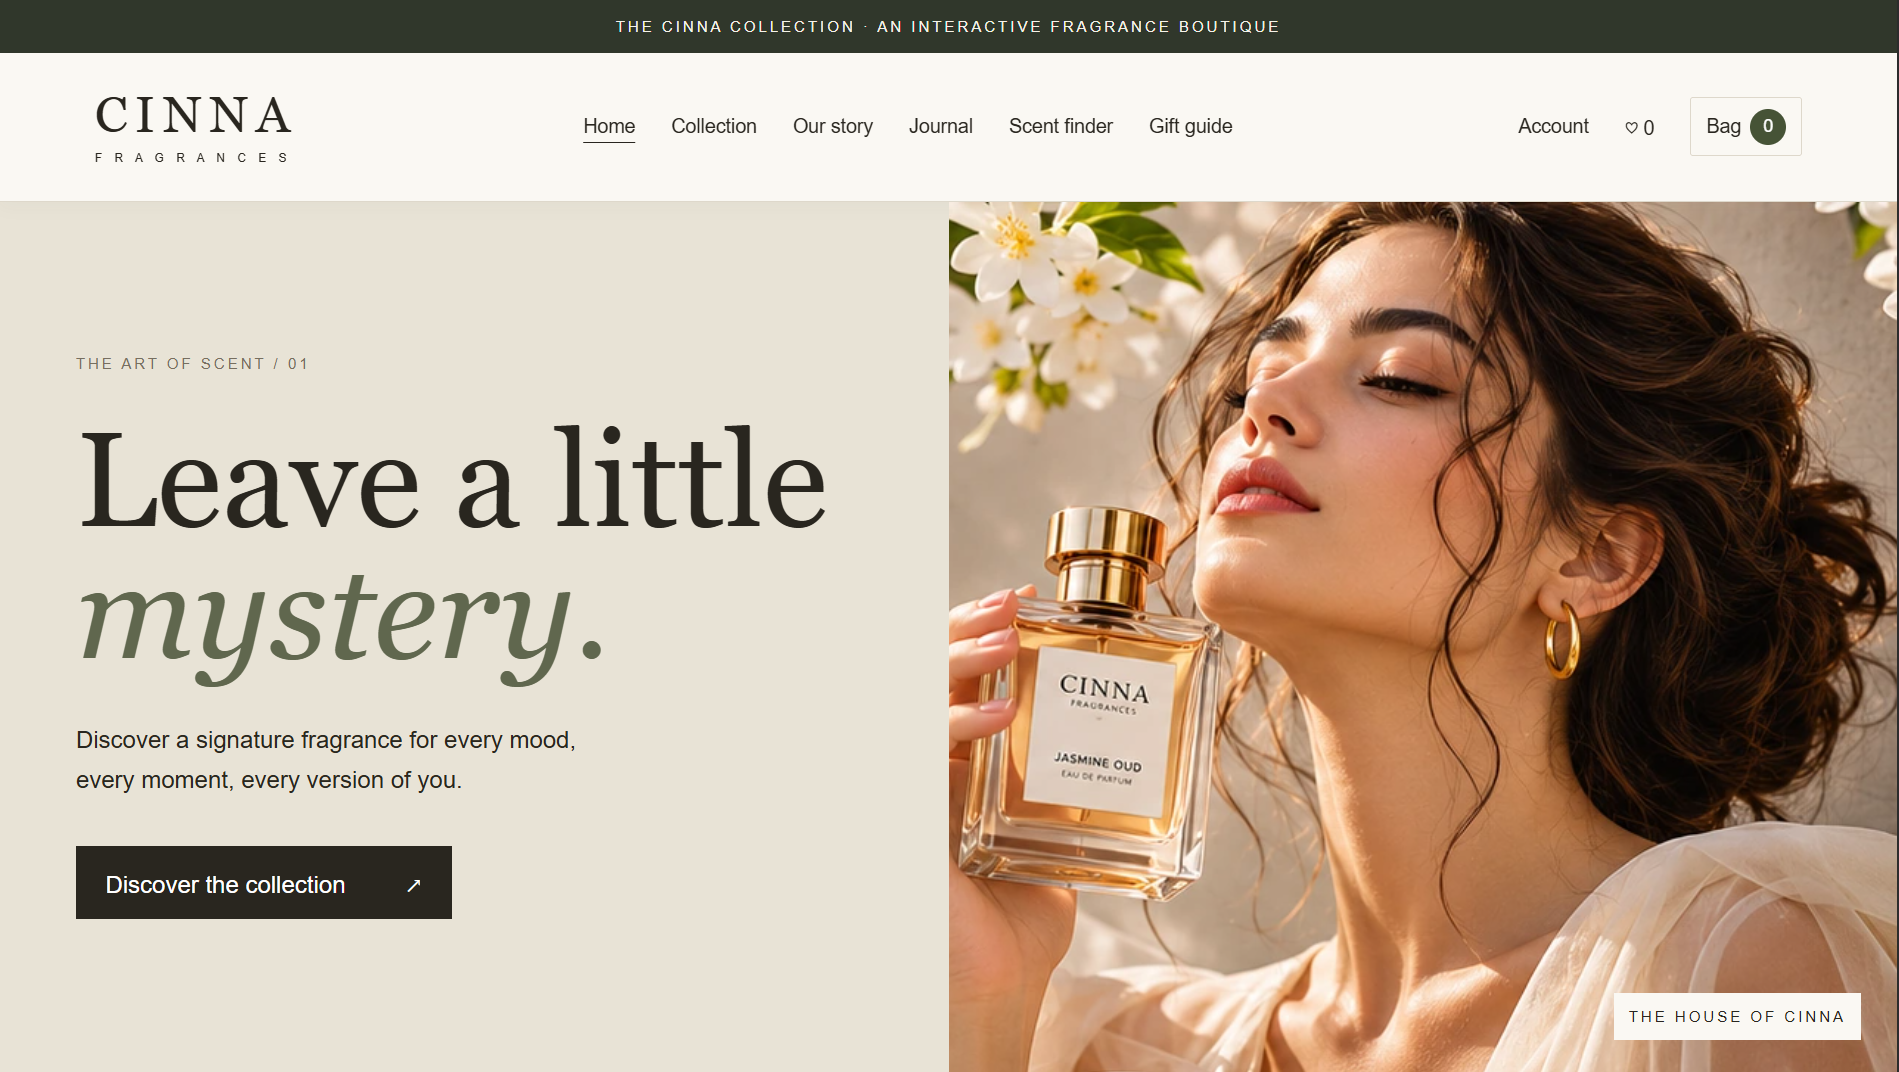 THE CINNA COLLECTION · AN INTERACTIVE FRAGRANCE BOUTIQUE
CINNA
FRAGRANCES
Home
Collection
Our story
Journal
Scent finder
Gift guide
Account
♡ 0
Bag 0
THE ART OF SCENT / 01
Leave a little
mystery.
Discover a signature fragrance for every mood,
every moment, every version of you.
Discover the collection ↗
CINNA
FRAGRANCES
JASMINE OUD
EAU DE PARFUM
THE HOUSE OF CINNA